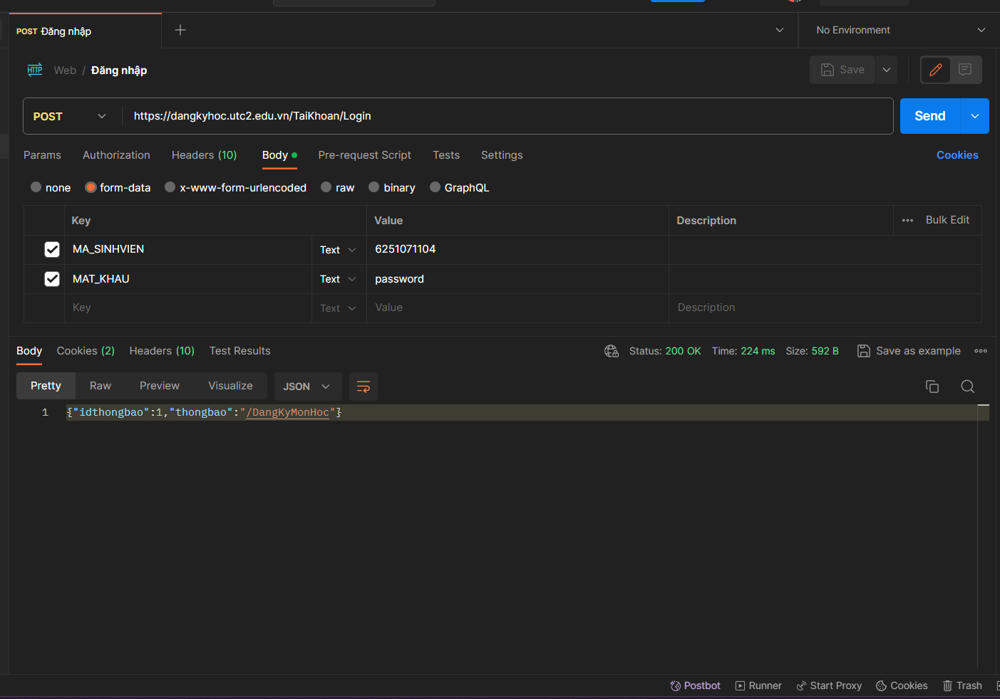 POST Đăng nhập
No Environment
HTTP Web / Đăng nhập
Save
POST https://dangkyhoc.utc2.edu.vn/TaiKhoan/Login
Send
Params Authorization Headers (10) Body Pre-request Script Tests Settings Cookies
none form-data x-www-form-urlencoded raw binary GraphQL
Key Value Description Bulk Edit
MA_SINHVIEN Text 6251071104
MAT_KHAU Text password
Key Text Value Description
Body Cookies (2) Headers (10) Test Results Status: 200 OK Time: 224 ms Size: 592 B Save as example
Pretty Raw Preview Visualize JSON
1 {"idthongbao":1,"thongbao":"/DangKyMonHoc"}
Postbot Runner Start Proxy Cookies Trash